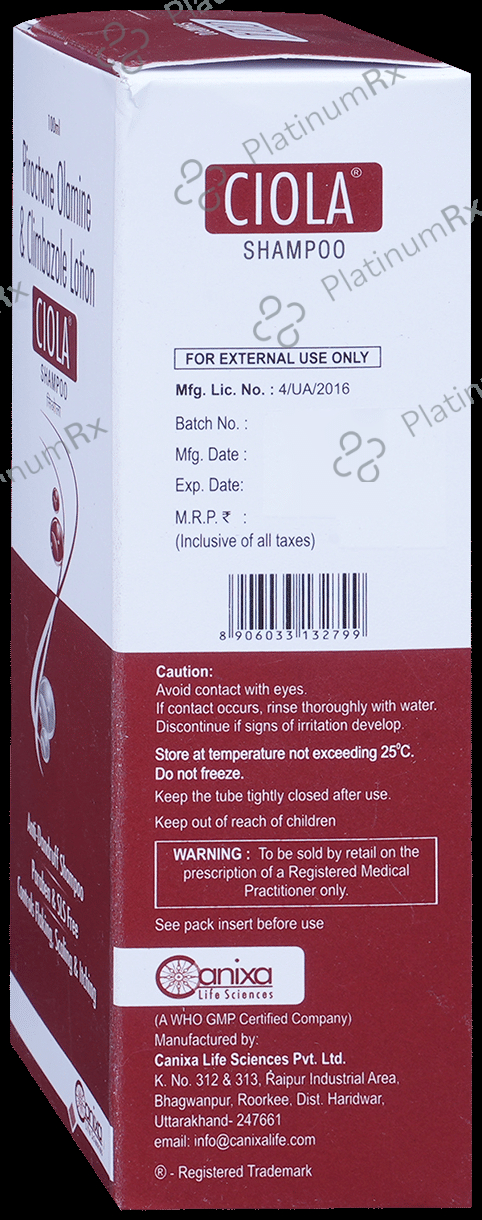 CIOLA
SHAMPOO
100ml
Piroctone Olamine
& Climbazole Lotion
CIOLA®
SHAMPOO
Anti-Dandruff Shampoo
Paraben & SLS Free
Controls Flaking, Scaling & Itching
Canixa
CIOLA®
SHAMPOO
FOR EXTERNAL USE ONLY
Mfg. Lic. No. : 4/UA/2016
Batch No. :
Mfg. Date :
Exp. Date:
M.R.P. ₹ :
(Inclusive of all taxes)
8 906033 132799
Caution:
Avoid contact with eyes.
If contact occurs, rinse thoroughly with water.
Discontinue if signs of irritation develop.
Store at temperature not exceeding 25°C.
Do not freeze.
Keep the tube tightly closed after use.
Keep out of reach of children
WARNING : To be sold by retail on the
prescription of a Registered Medical
Practitioner only.
See pack insert before use
Canixa
Life Sciences
(A WHO GMP Certified Company)
Manufactured by:
Canixa Life Sciences Pvt. Ltd.
K. No. 312 & 313, Raipur Industrial Area,
Bhagwanpur, Roorkee, Dist. Haridwar,
Uttarakhand- 247661
email: info@canixalife.com
® - Registered Trademark
PlatinumRx
PlatinumRx
PlatinumRx